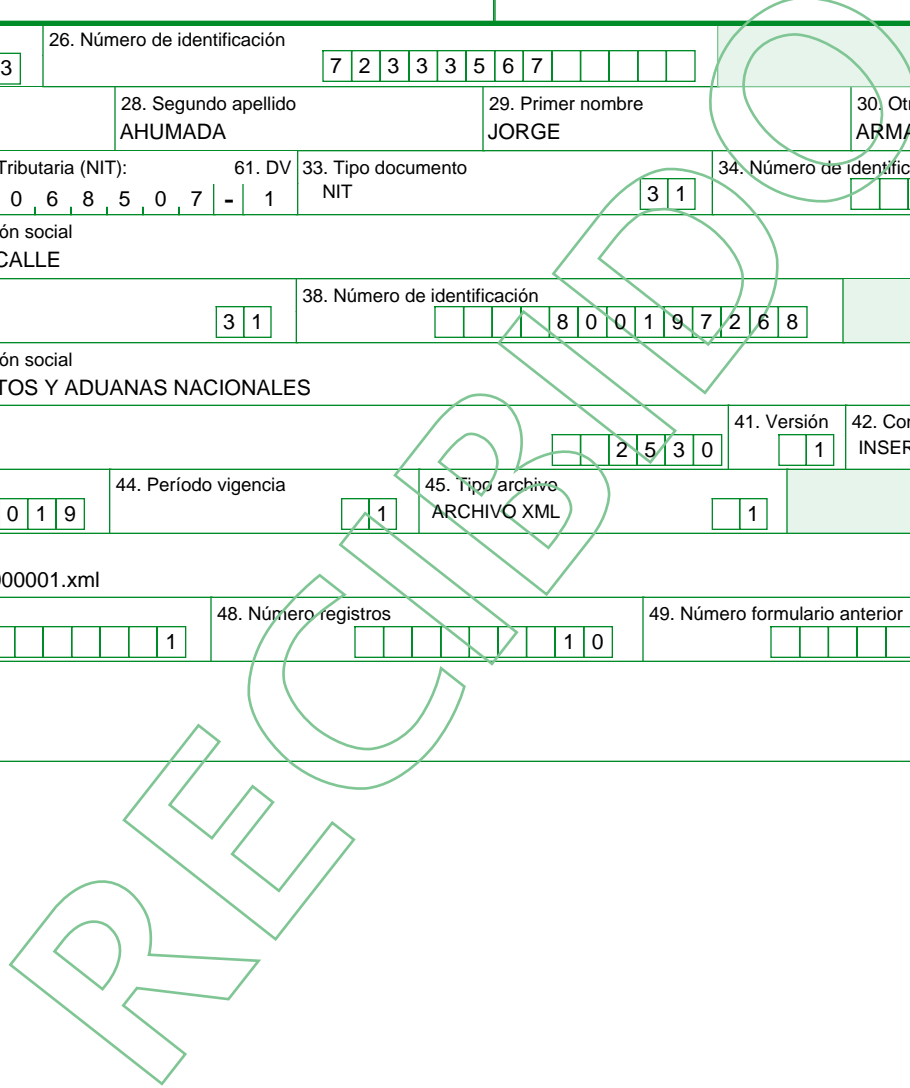 26. Número de identificación
3 7 2 3 3 3 5 6 7
28. Segundo apellido 29. Primer nombre 30. Otr
AHUMADA JORGE ARMA
Tributaria (NIT): 61. DV 33. Tipo documento 34. Número de identific
0 6 8 5 0 7 - 1 NIT 3 1
ón social
CALLE
38. Número de identificación
3 1 8 0 0 1 9 7 2 6 8
ón social
TOS Y ADUANAS NACIONALES
41. Versión 42. Con
2 5 3 0 1 INSER
44. Período vigencia 45. Tipo archivo
0 1 9 1 ARCHIVO XML 1
000001.xml
48. Número registros 49. Número formulario anterior
1 1 0
RECIBIDO